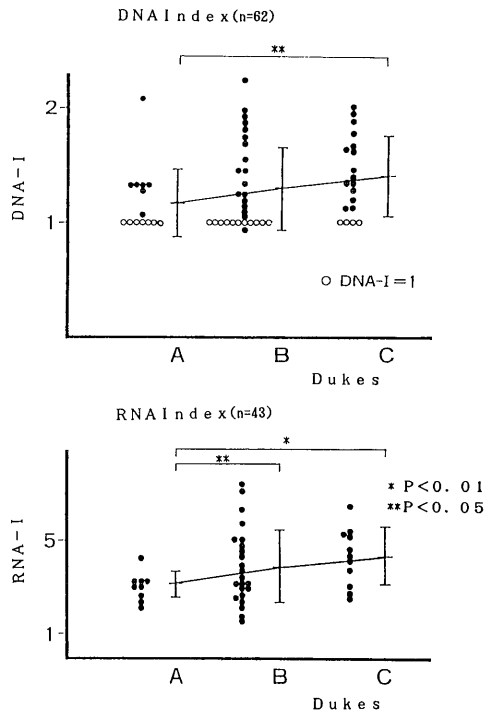 DNAIndex(n=62)
**
2
1
DNA-I
○ DNA-I=1
A B C
Dukes
RNAIndex(n=43)
*
**
* P<0.01
**P<0.05
5
1
RNA-I
A B C
Dukes